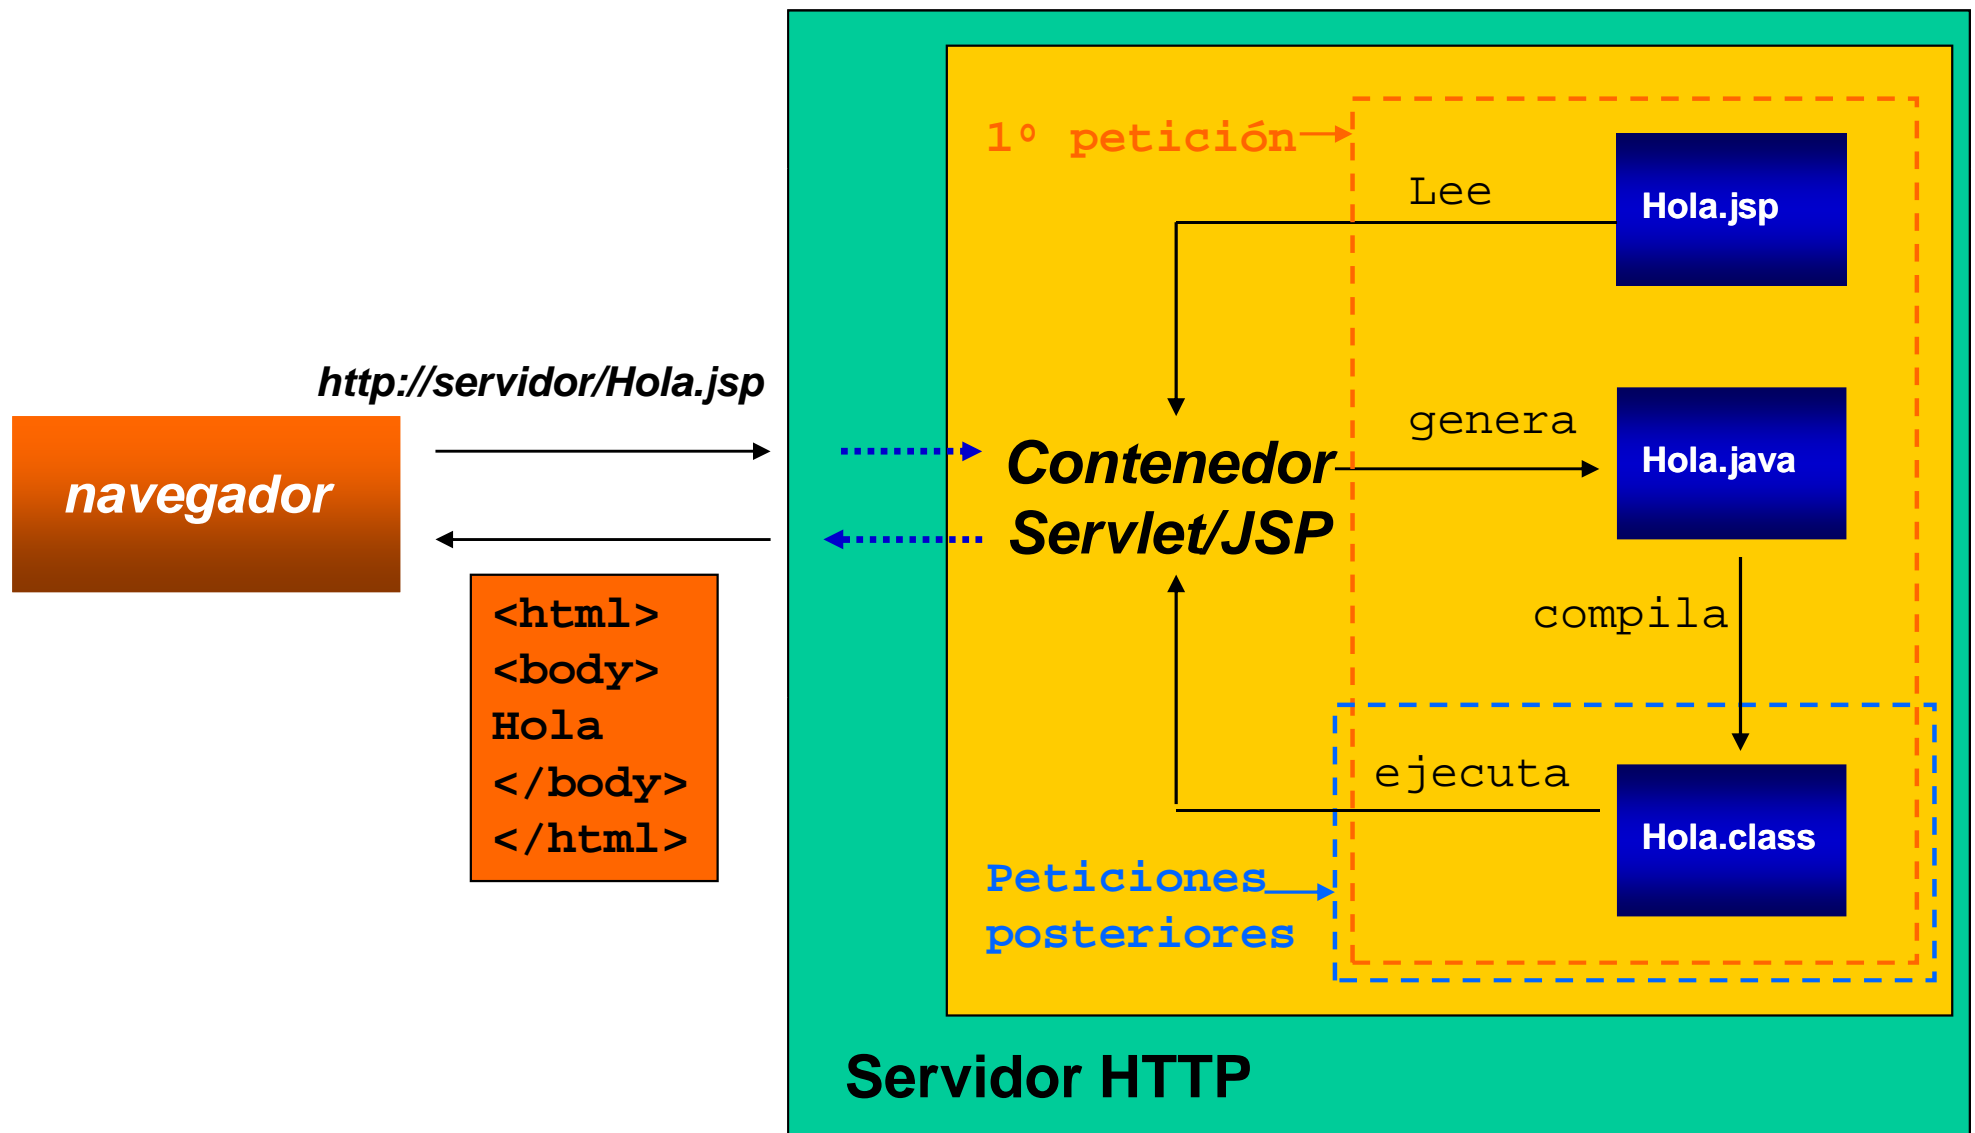 1º petición
Lee
Hola.jsp
http://servidor/Hola.jsp
navegador
Contenedor
Servlet/JSP
genera
Hola.java
compila
<html>
<body>
Hola
</body>
</html>
ejecuta
Hola.class
Peticiones
posteriores
Servidor HTTP